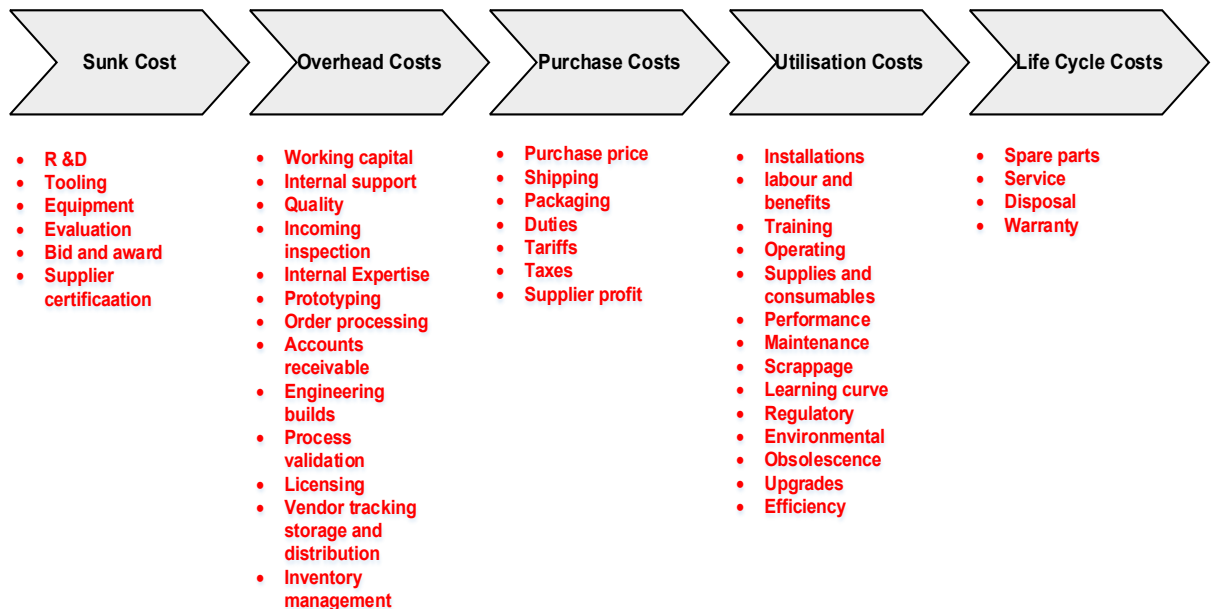 Sunk Cost
Overhead Costs
Purchase Costs
Utilisation Costs
Life Cycle Costs
• R &D
• Tooling
• Equipment
• Evaluation
• Bid and award
• Supplier
certificaation
• Working capital
• Internal support
• Quality
• Incoming
inspection
• Internal Expertise
• Prototyping
• Order processing
• Accounts
receivable
• Engineering
builds
• Process
validation
• Licensing
• Vendor tracking
storage and
distribution
• Inventory
management
• Purchase price
• Shipping
• Packaging
• Duties
• Tariffs
• Taxes
• Supplier profit
• Installations
• labour and
benefits
• Training
• Operating
• Supplies and
consumables
• Performance
• Maintenance
• Scrappage
• Learning curve
• Regulatory
• Environmental
• Obsolescence
• Upgrades
• Efficiency
• Spare parts
• Service
• Disposal
• Warranty